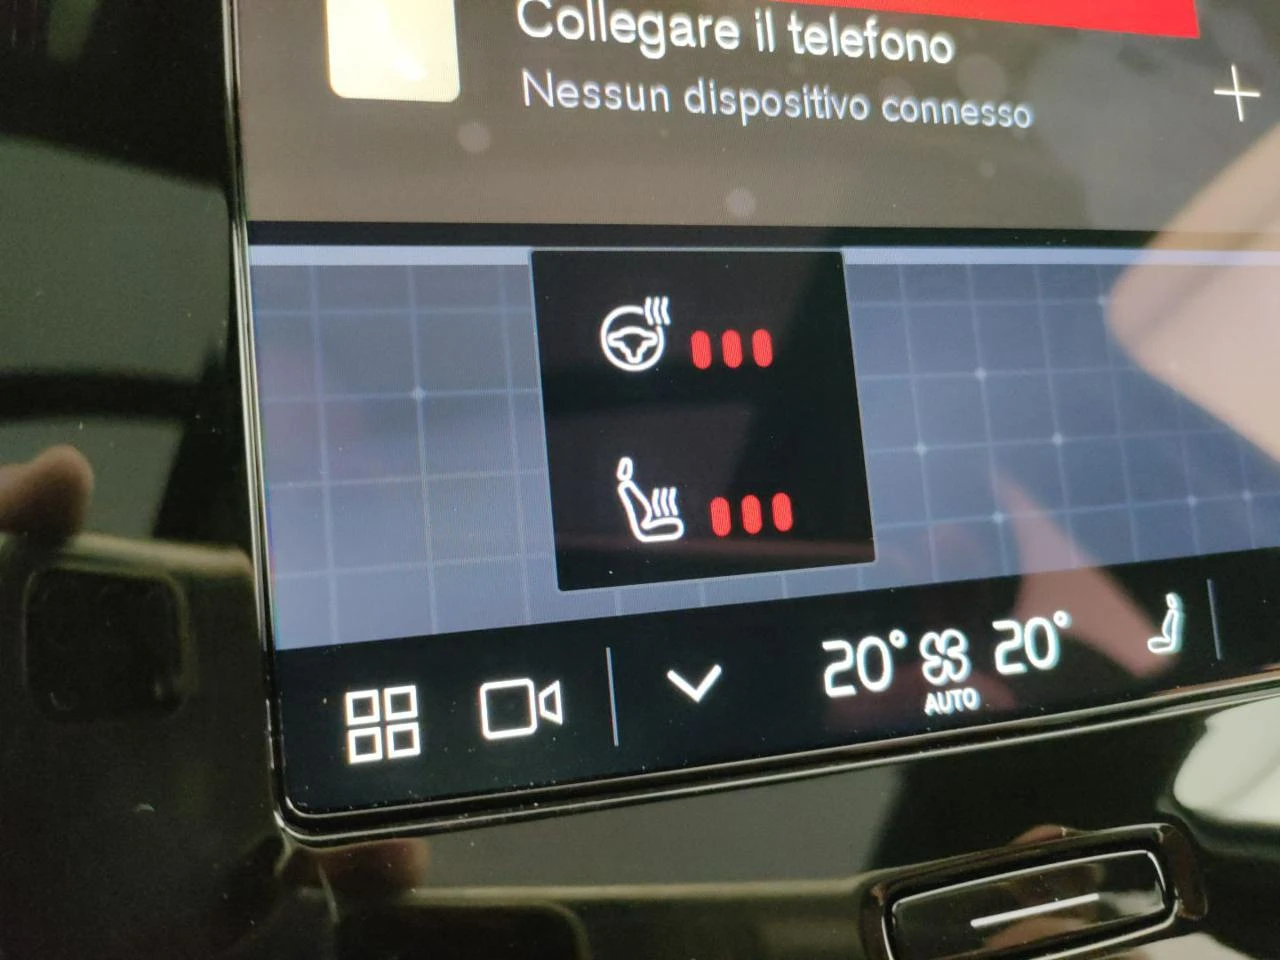 Collegare il telefono
Nessun dispositivo connesso
20° 20°
AUTO